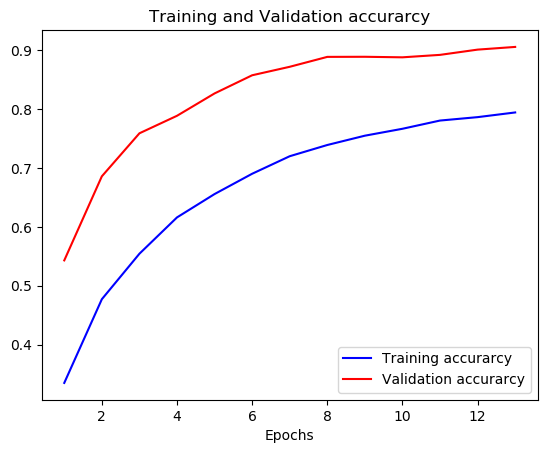 Training and Validation accurarcy
0.9
0.8
0.7
0.6
0.5
0.4
Training accurarcy
Validation accurarcy
2 4 6 8 10 12
Epochs